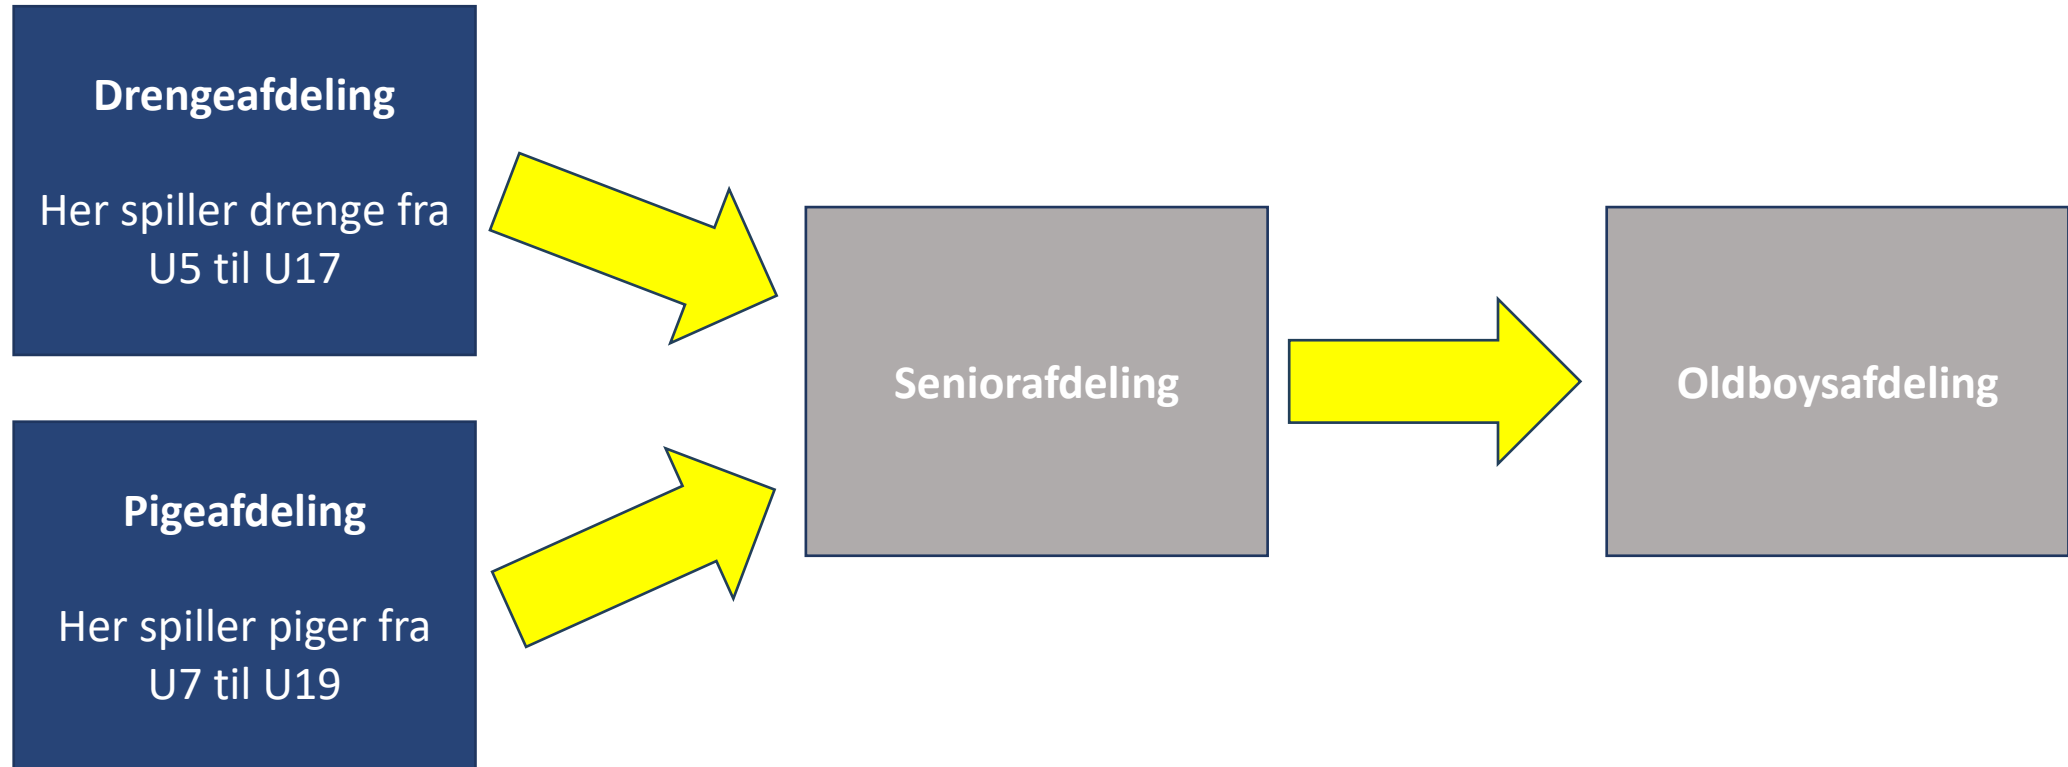 Drengeafdeling
Her spiller drenge fra
U5 til U17
Pigeafdeling
Her spiller piger fra
U7 til U19
Seniorafdeling
Oldboysafdeling